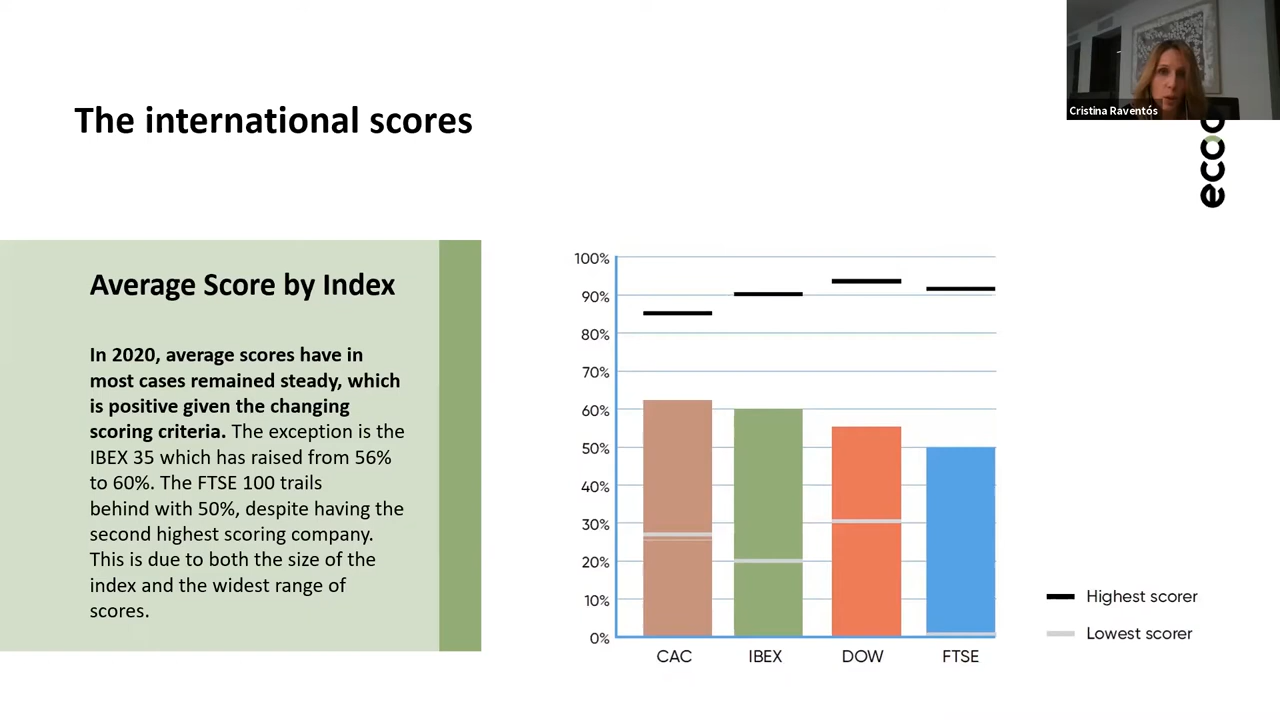 The international scores
Cristina Raventós
eco
Average Score by Index
In 2020, average scores have in
most cases remained steady, which
is positive given the changing
scoring criteria. The exception is the
IBEX 35 which has raised from 56%
to 60%. The FTSE 100 trails
behind with 50%, despite having the
second highest scoring company.
This is due to both the size of the
index and the widest range of
scores.
100%
90%
80%
70%
60%
50%
40%
30%
20%
10%
0%
CAC IBEX DOW FTSE
Highest scorer
Lowest scorer